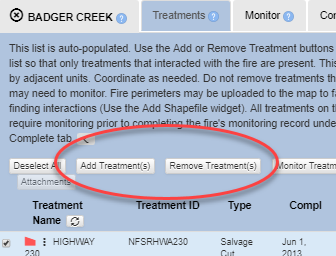 BADGER CREEK ?
Treatments ?
Monitor ?
This list is auto-populated. Use the Add or Remove Treatment buttons
list so that only treatments that interacted with the fire are present. This
by adjacent units. Coordinate as needed. Do not remove treatments th
may need to monitor. Fire perimeters may be uploaded to the map to fa
finding interactions (Use the Add Shapefile widget). All treatments on t
require monitoring prior to completing the fire's monitoring record unde
Complete tab.
Deselect All
Add Treatment(s)
Remove Treatment(s)
Monitor Treatm
Attachments
Treatment Name
Treatment ID
Type
Compl
230 HIGHWAY
NFSRHWA230
Salvage Cut
Jun 1, 2013